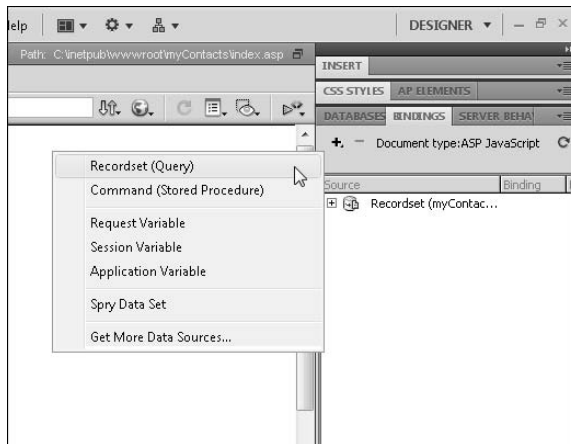 Help
DESIGNER
Path: C:\inetpub\wwwroot\myContacts\index.asp
INSERT
CSS STYLES AP ELEMENTS
DATABASES BINDINGS SERVER BEHA
Document type:ASP JavaScript
Source Binding
Recordset (myContac...
Recordset (Query)
Command (Stored Procedure)
Request Variable
Session Variable
Application Variable
Spry Data Set
Get More Data Sources...